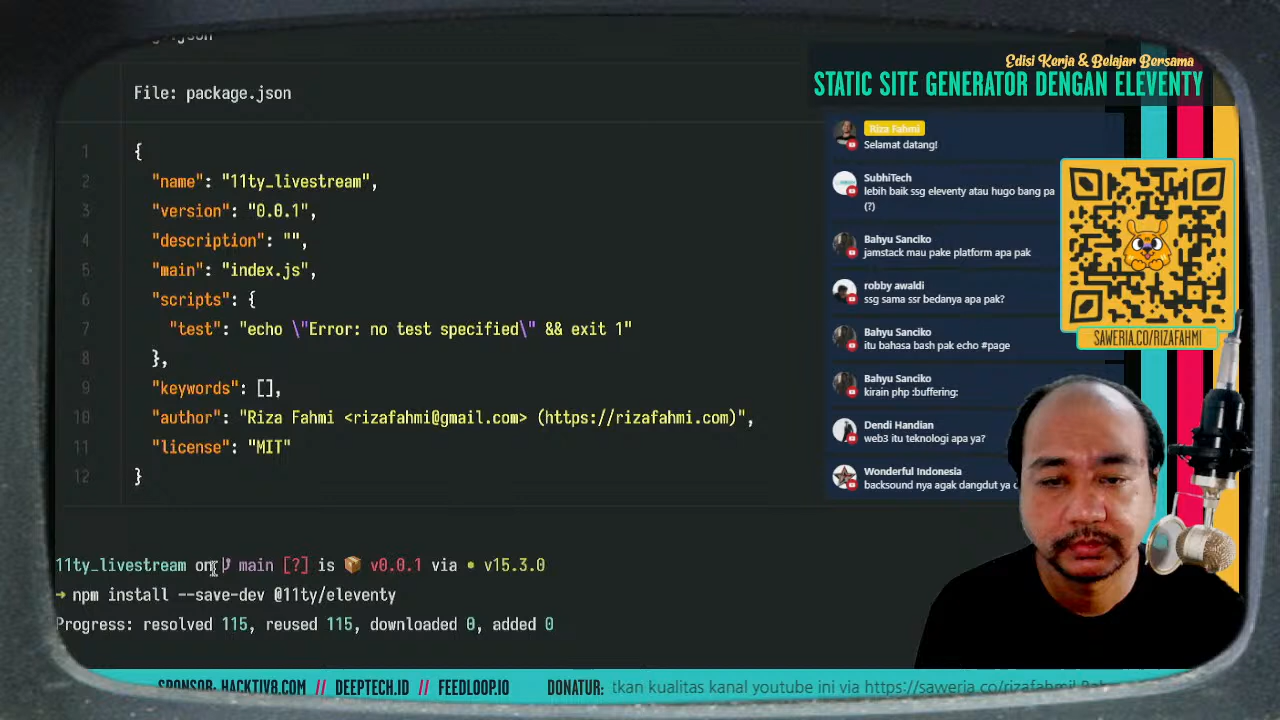 File: package.json
1 {
2 "name": "11ty_livestream",
3 "version": "0.0.1",
4 "description": "",
5 "main": "index.js",
6 "scripts": {
7 "test": "echo \"Error: no test specified\" && exit 1"
8 },
9 "keywords": [],
10 "author": "Riza Fahmi <rizafahmi@gmail.com> (https://rizafahmi.com)",
11 "license": "MIT"
12 }
11ty_livestream on main [?] is 📦 v0.0.1 via • v15.3.0
→ npm install --save-dev @11ty/eleventy
Progress: resolved 115, reused 115, downloaded 0, added 0
Edisi Kerja & Belajar Bersama
STATIC SITE GENERATOR DENGAN ELEVENTY
Riza Fahmi
Selamat datang!
SubhiTech
lebih baik ssg eleventy atau hugo bang pa
(?)
Bahyu Sanciko
jamstack mau pake platform apa pak
robby awaldi
ssg sama ssr bedanya apa pak?
Bahyu Sanciko
itu bahasa bash pak echo #page
Bahyu Sanciko
kirain php :buffering:
Dendi Handian
web3 itu teknologi apa ya?
Wonderful Indonesia
backsound nya agak dangdut ya
SAWERIA.CO/RIZAFAHMI
SPONSOR: HACKTIV8.COM // DEEPTECH.ID // FEEDLOOP.IO DONATUR: tkan kualitas kanal youtube ini via https://saweria.co/rizafahmi!